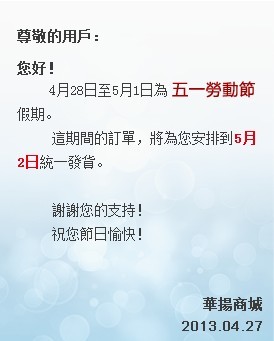 尊敬的用戶：
您好！
4月28日至5月1日為 五一勞動節
假期。
這期間的訂單，將為您安排到5月
2日統一發貨。
謝謝您的支持！
祝您節日愉快！
華揚商城
2013.04.27